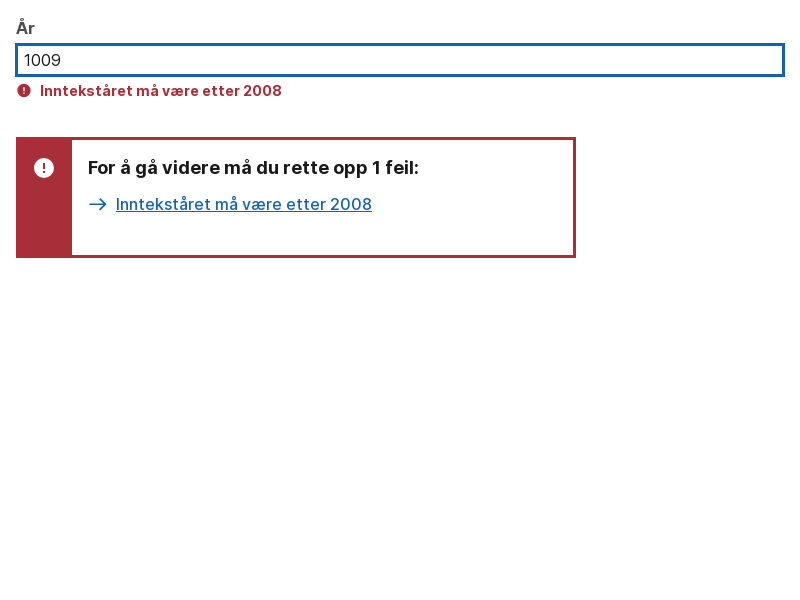 År
1009
Inntekståret må være etter 2008
For å gå videre må du rette opp 1 feil:
Inntekståret må være etter 2008